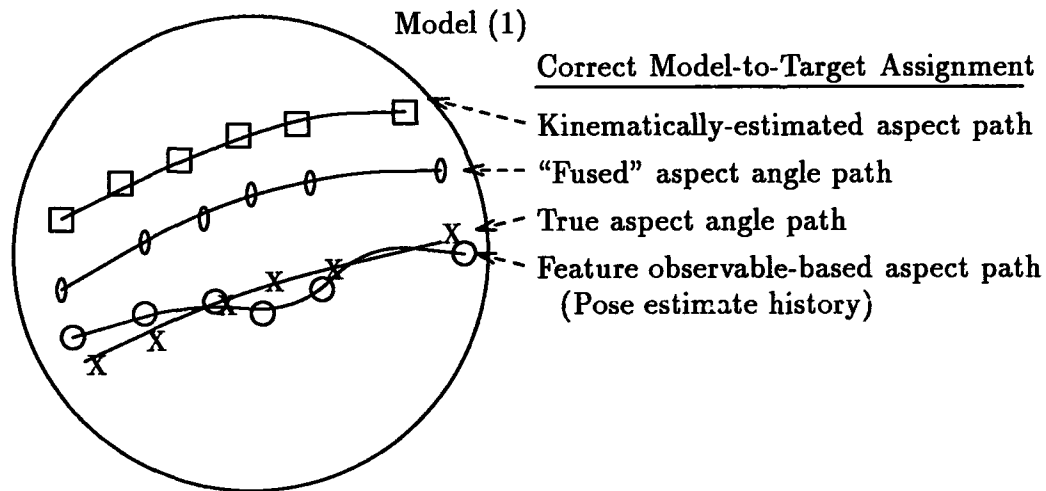 Model (1)
Correct Model-to-Target Assignment
Kinematically-estimated aspect path
“Fused” aspect angle path
True aspect angle path
Feature observable-based aspect path
(Pose estimate history)
X
X
X
X
X
X